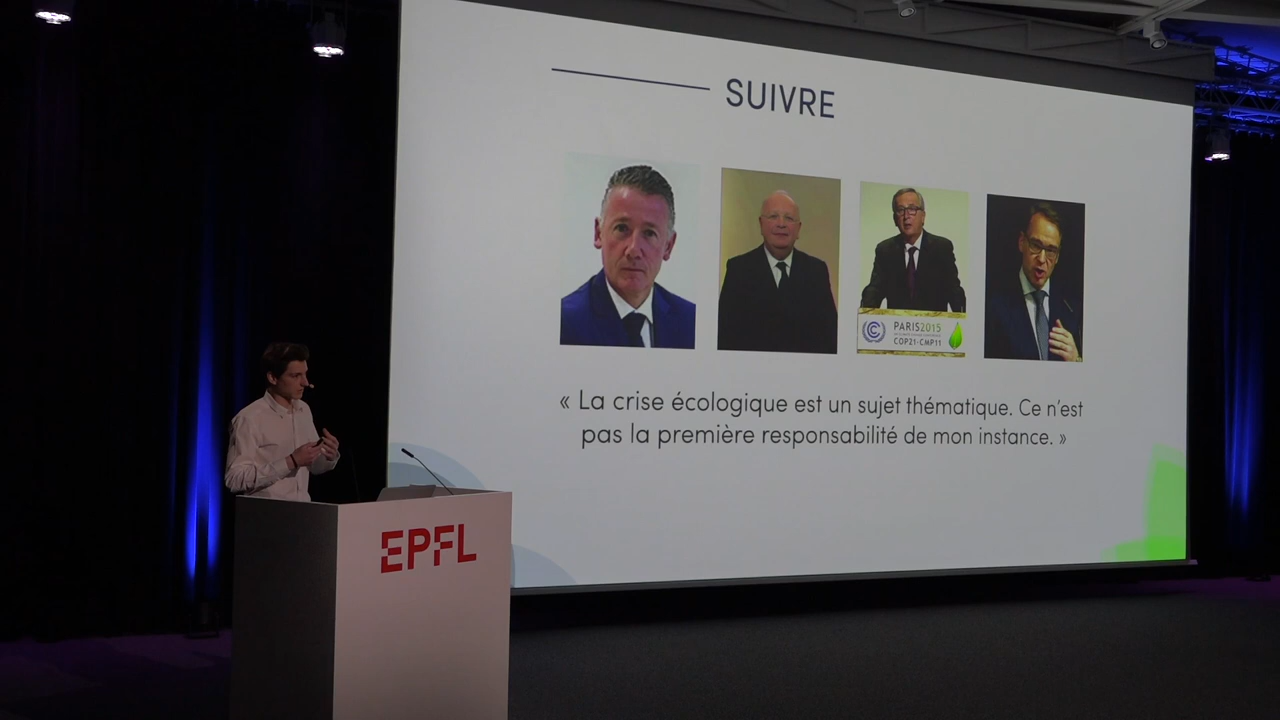 SUIVRE
PARIS2015
COP21·CMP11
« La crise écologique est un sujet thématique. Ce n'est
pas la première responsabilité de mon instance. »
EPFL